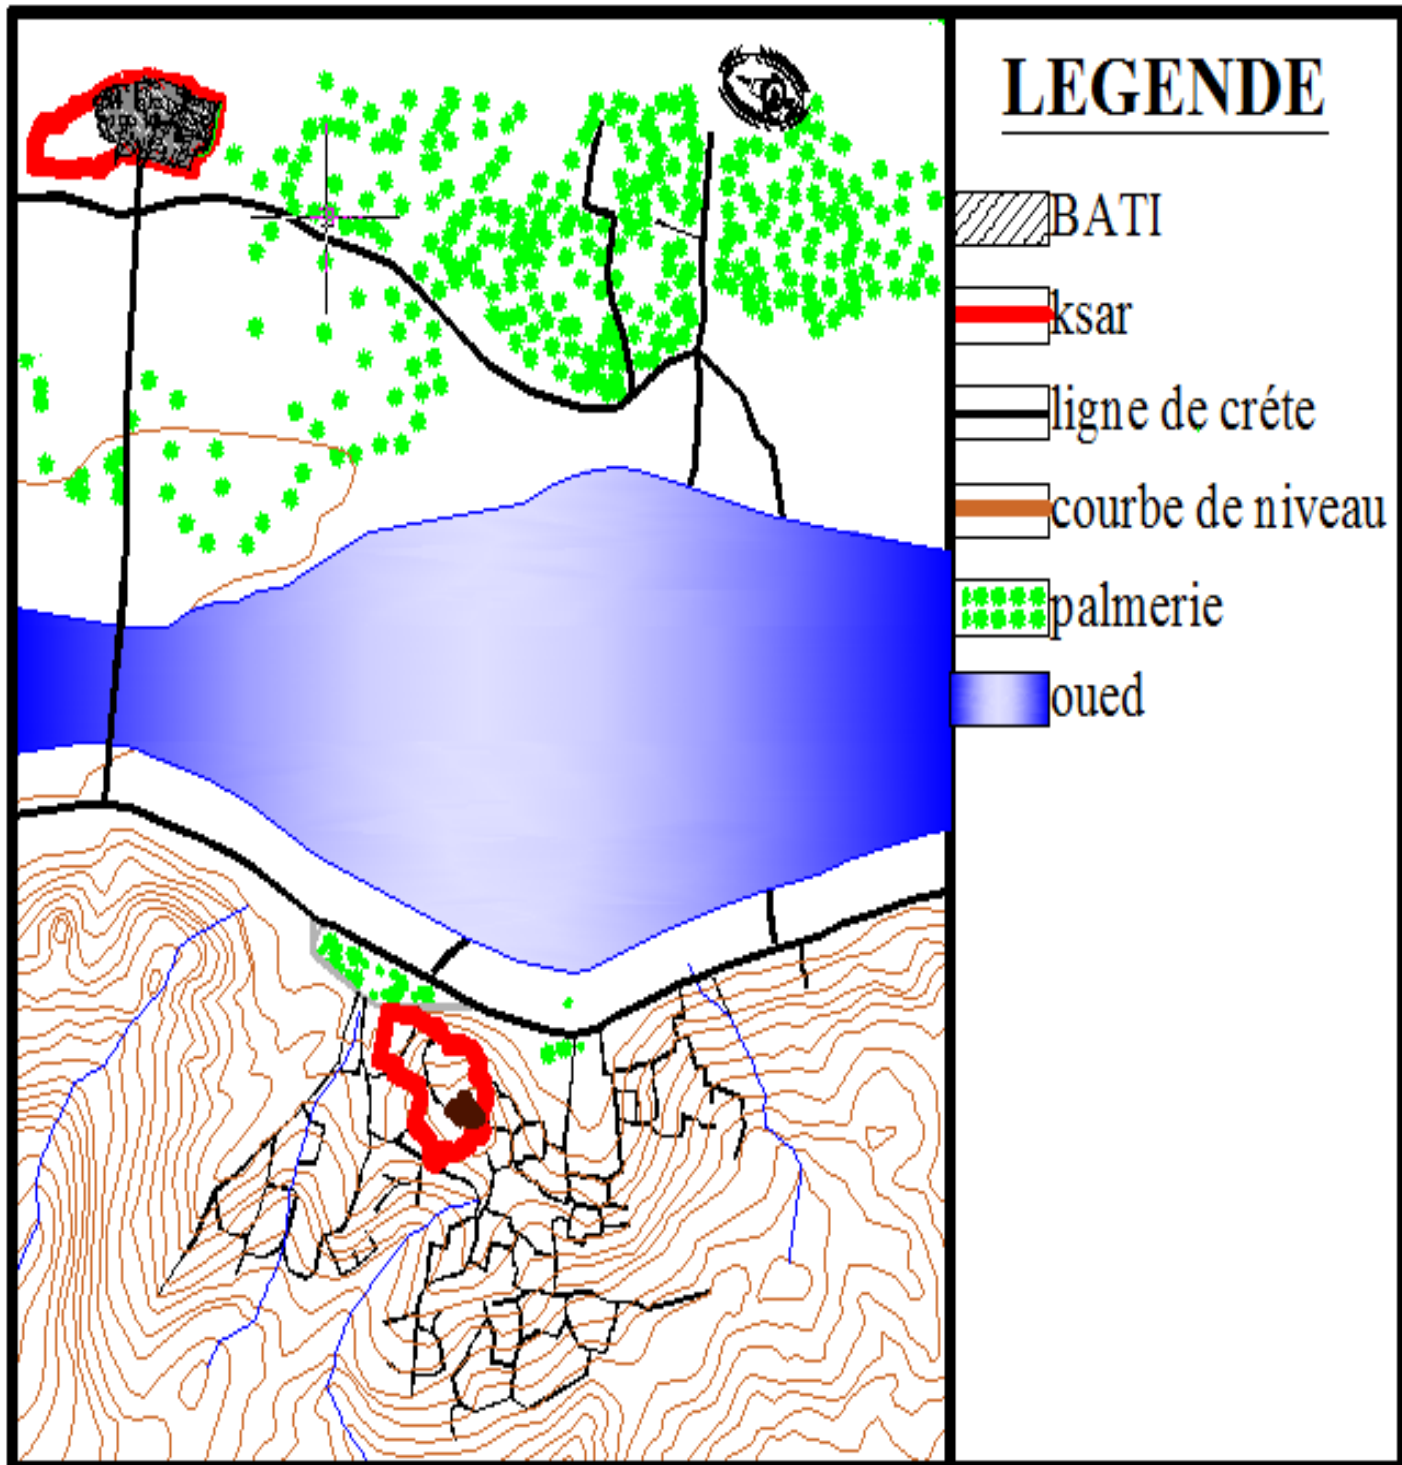 LEGENDE
BATI
ksar
ligne de créte
courbe de niveau
palmerie
oued